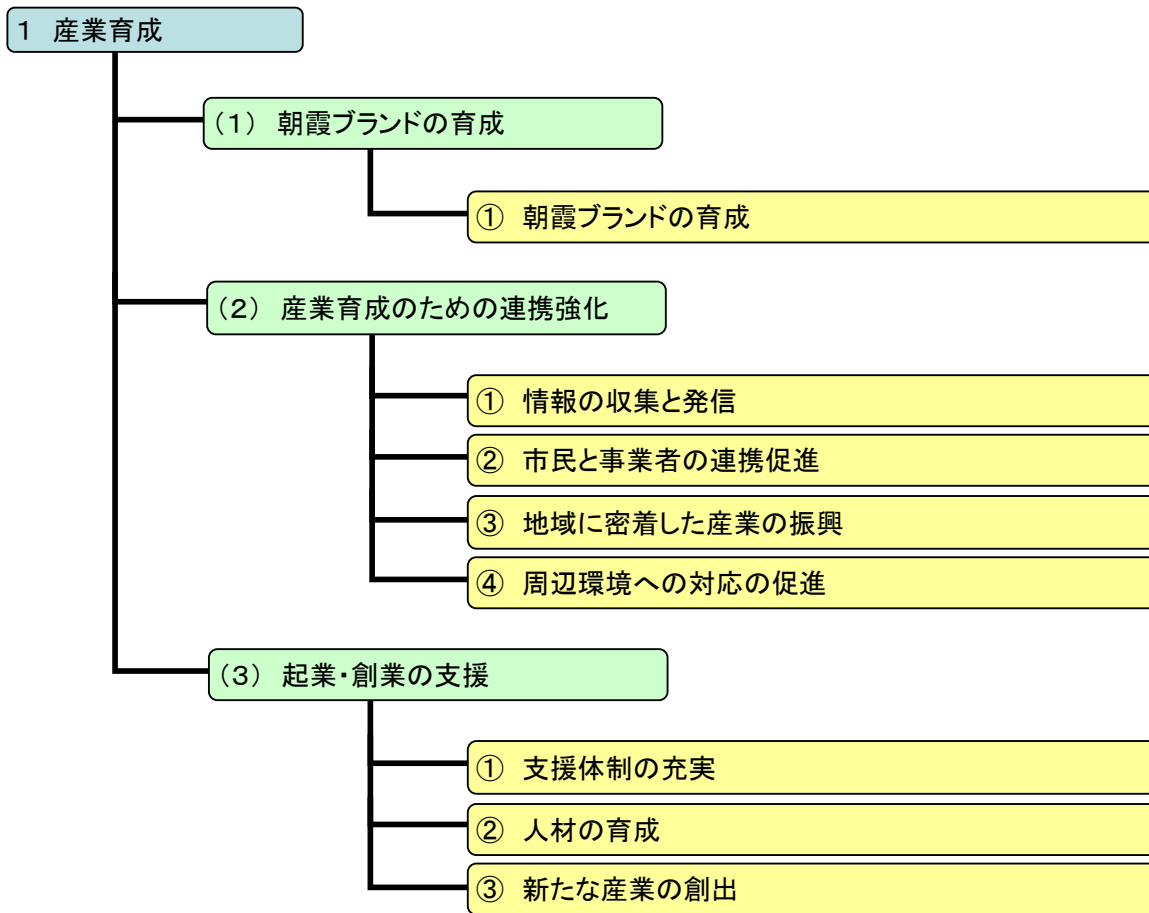 １ 産業育成
（１） 朝霞ブランドの育成
① 朝霞ブランドの育成
（２） 産業育成のための連携強化
① 情報の収集と発信
② 市民と事業者の連携促進
③ 地域に密着した産業の振興
④ 周辺環境への対応の促進
（３） 起業・創業の支援
① 支援体制の充実
② 人材の育成
③ 新たな産業の創出